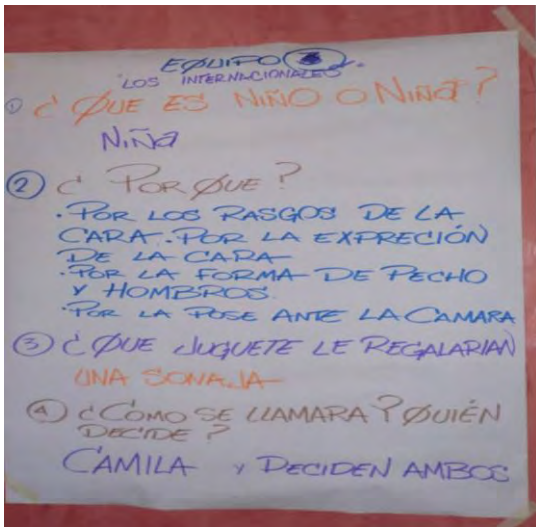 EQUIPO 3.
"LOS INTERNACIONALES"
① ¿ QUE ES NIÑO O NIÑA?
NIÑA
② ¿ POR QUE?
. POR LOS RASGOS DE LA
CARA. . POR LA EXPRECIÓN
DE LA CARA
. POR LA FORMA DE PECHO
Y HOMBROS.
. POR LA POSE ANTE LA CAMARA
③ ¿ QUE JUGUETE LE REGALARIAN
UNA SONAJA
④ ¿ COMO SE LLAMARA? QUIÉN
DECIDE?
CAMILA Y DECIDEN AMBOS